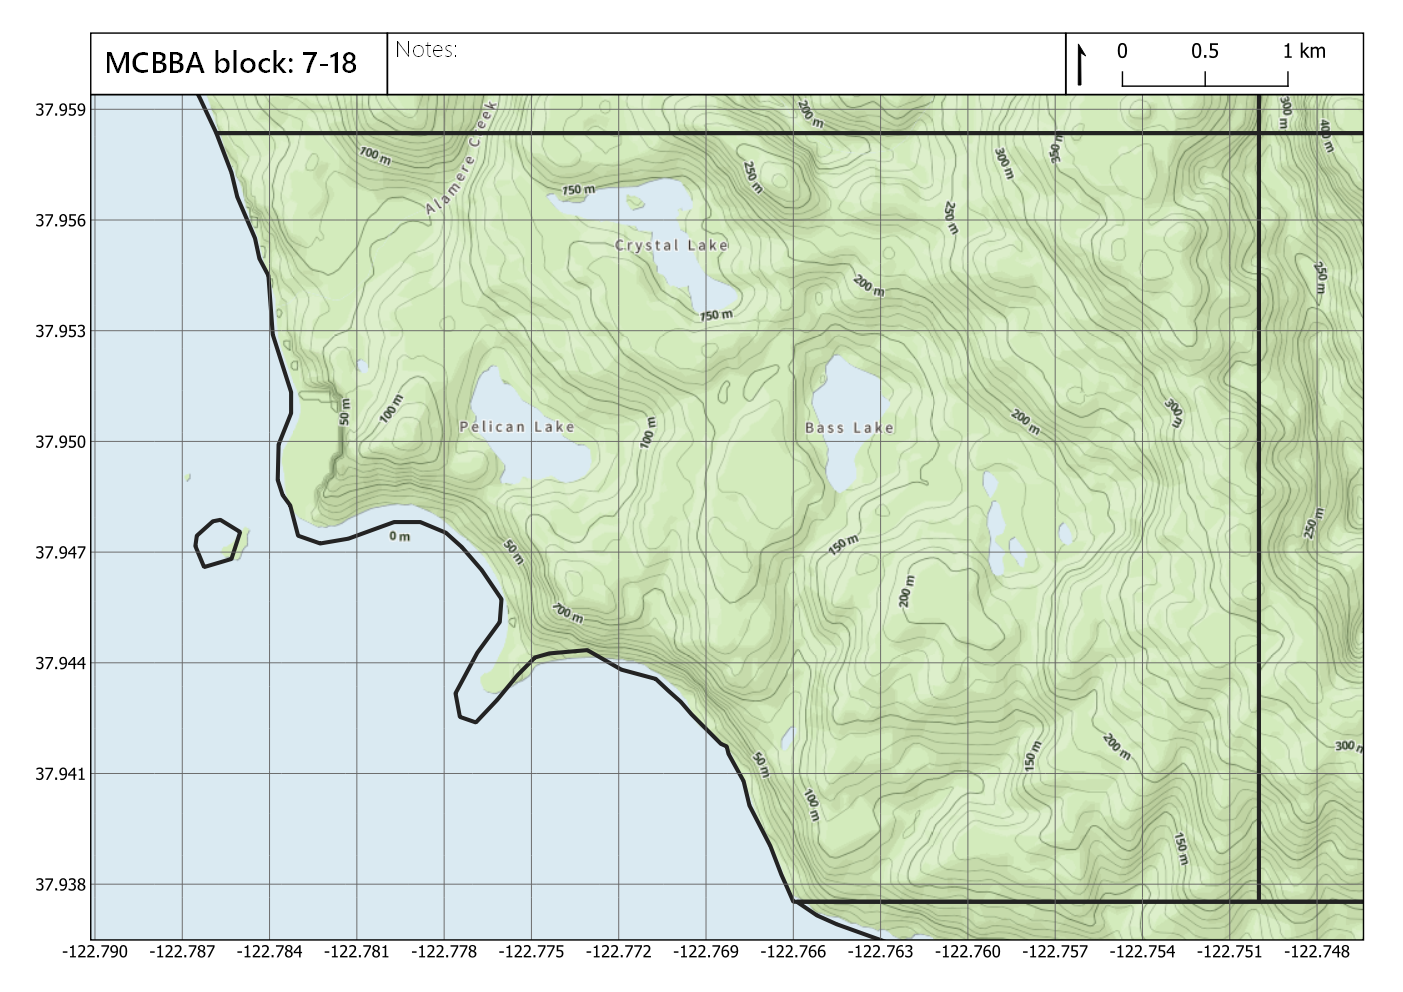 MCBBA block: 7-18
Notes:
0 0.5 1 km
37.959
37.956
37.953
37.950
37.947
37.944
37.941
37.938
200 m
300 m
400 m
100 m
Alamere Creek
350 m
300 m
250 m
150 m
250 m
Crystal Lake
200 m
250 m
150 m
50 m
100 m
Pelican Lake
100 m
Bass Lake
200 m
300 m
0 m
50 m
150 m
250 m
100 m
200 m
50 m
100 m
150 m
200 m
300 m
150 m
-122.790 -122.787 -122.784 -122.781 -122.778 -122.775 -122.772 -122.769 -122.766 -122.763 -122.760 -122.757 -122.754 -122.751 -122.748